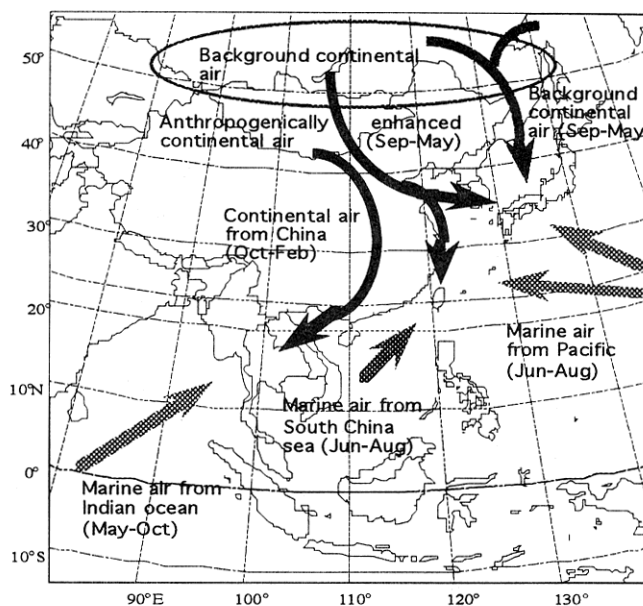 50°
Background continental
air
Background
continental
air (Sep-May)
40°
Anthropogenically
continental air
enhanced
(Sep-May)
30°
Continental air
from China
(Oct-Feb)
20°
Marine air
from Pacific
(Jun-Aug)
10°N
Marine air from
South China
sea (Jun-Aug)
0°
Marine air from
Indian ocean
(May-Oct)
10°S
90°E
100°
110°
120°
130°